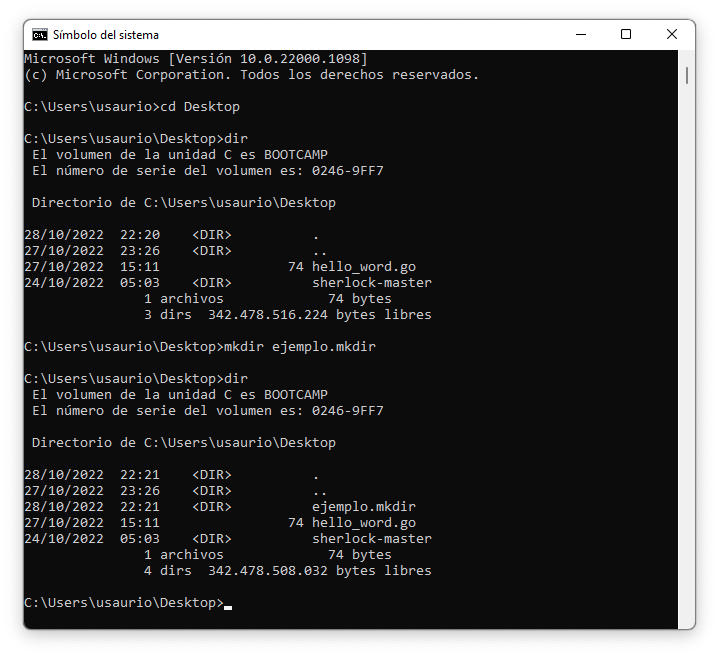 Símbolo del sistema
Microsoft Windows [Versión 10.0.22000.1098]
(c) Microsoft Corporation. Todos los derechos reservados.
C:\Users\usaurio>cd Desktop
C:\Users\usaurio\Desktop>dir
El volumen de la unidad C es BOOTCAMP
El número de serie del volumen es: 0246-9FF7
Directorio de C:\Users\usaurio\Desktop
28/10/2022  22:20    <DIR>          .
27/10/2022  23:26    <DIR>          ..
27/10/2022  15:11                74 hello_word.go
24/10/2022  05:03    <DIR>          sherlock-master
1 archivos             74 bytes
3 dirs  342.478.516.224 bytes libres
C:\Users\usaurio\Desktop>mkdir ejemplo.mkdir
C:\Users\usaurio\Desktop>dir
El volumen de la unidad C es BOOTCAMP
El número de serie del volumen es: 0246-9FF7
Directorio de C:\Users\usaurio\Desktop
28/10/2022  22:21    <DIR>          .
27/10/2022  23:26    <DIR>          ..
28/10/2022  22:21    <DIR>          ejemplo.mkdir
27/10/2022  15:11                74 hello_word.go
24/10/2022  05:03    <DIR>          sherlock-master
1 archivos             74 bytes
4 dirs  342.478.508.032 bytes libres
C:\Users\usaurio\Desktop>